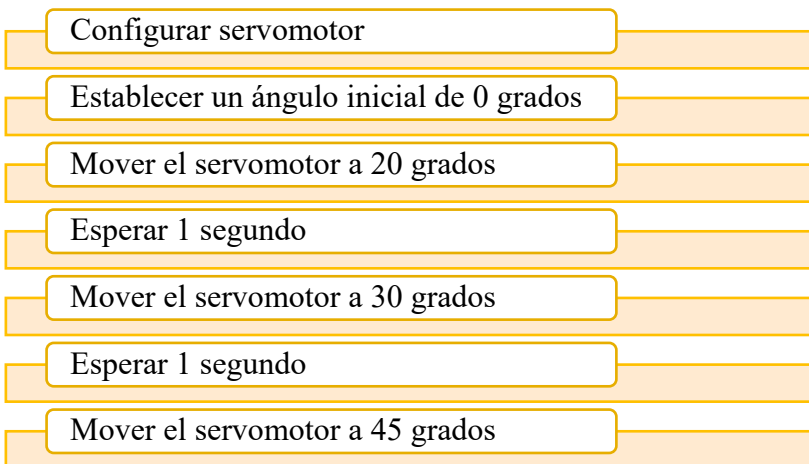 Configurar servomotor
Establecer un ángulo inicial de 0 grados
Mover el servomotor a 20 grados
Esperar 1 segundo
Mover el servomotor a 30 grados
Esperar 1 segundo
Mover el servomotor a 45 grados